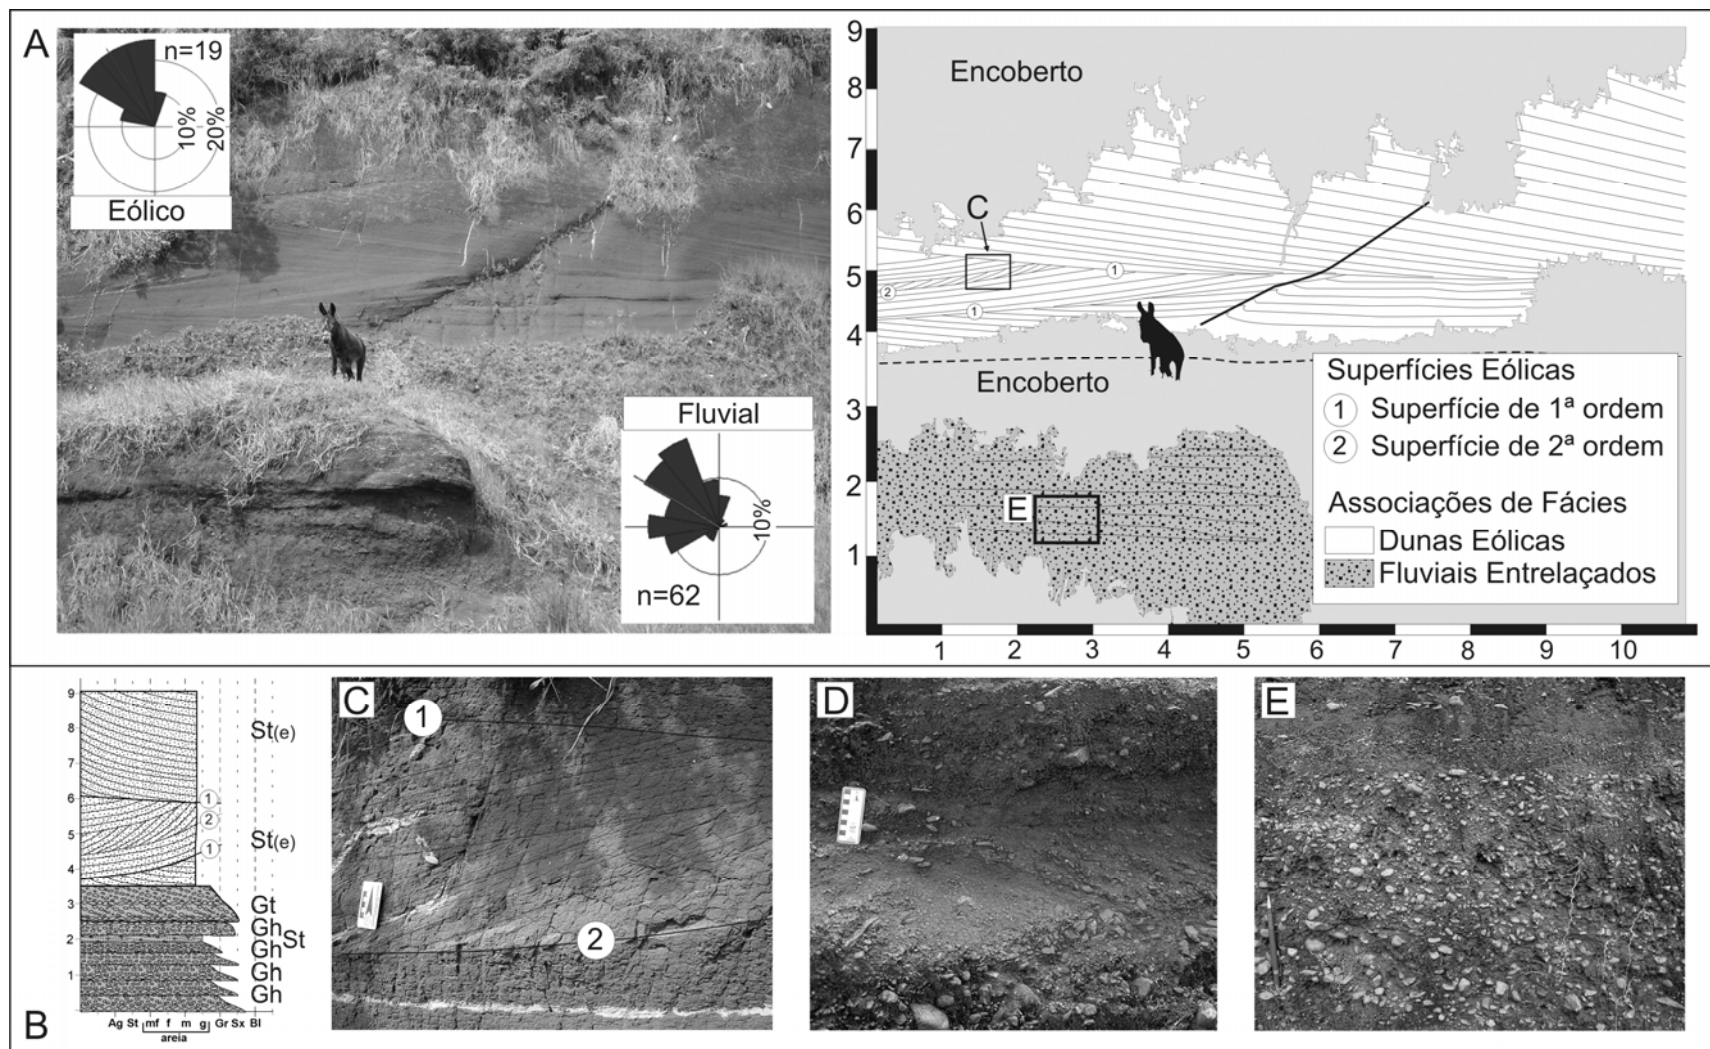 A
n=19
10%
20%
Eólico
Fluvial
10%
n=62
9
8
7
6
5
4
3
2
1
1 2 3 4 5 6 7 8 9 10
Encoberto
C
1
2
1
Encoberto
E
Superfícies Eólicas
1 Superfície de 1ª ordem
2 Superfície de 2ª ordem
Associações de Fácies
Dunas Eólicas
Fluviais Entrelaçados
B
9
8
7
6
5
4
3
2
1
St(e)
1
2
St(e)
1
Gt
Gh St
Gh
Gh
Gh
Ag St mf f m g Gr Sx Bl
areia
C
1
2
D
E